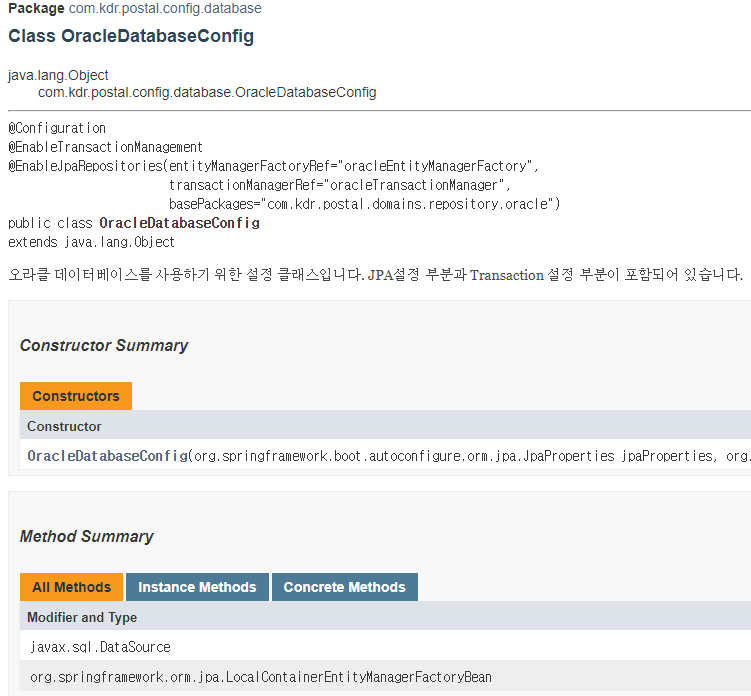 Package com.kdr.postal.config.database
Class OracleDatabaseConfig
java.lang.Object
com.kdr.postal.config.database.OracleDatabaseConfig
@Configuration
@EnableTransactionManagement
@EnableJpaRepositories(entityManagerFactoryRef="oracleEntityManagerFactory",
transactionManagerRef="oracleTransactionManager",
basePackages="com.kdr.postal.domains.repository.oracle")
public class OracleDatabaseConfig
extends java.lang.Object
오라클 데이터베이스를 사용하기 위한 설정 클래스입니다. JPA설정 부분과 Transaction 설정 부분이 포함되어 있습니다.
Constructor Summary
Constructors
Constructor
OracleDatabaseConfig(org.springframework.boot.autoconfigure.orm.jpa.JpaProperties jpaProperties, org.
Method Summary
All Methods Instance Methods Concrete Methods
Modifier and Type
javax.sql.DataSource
org.springframework.orm.jpa.LocalContainerEntityManagerFactoryBean